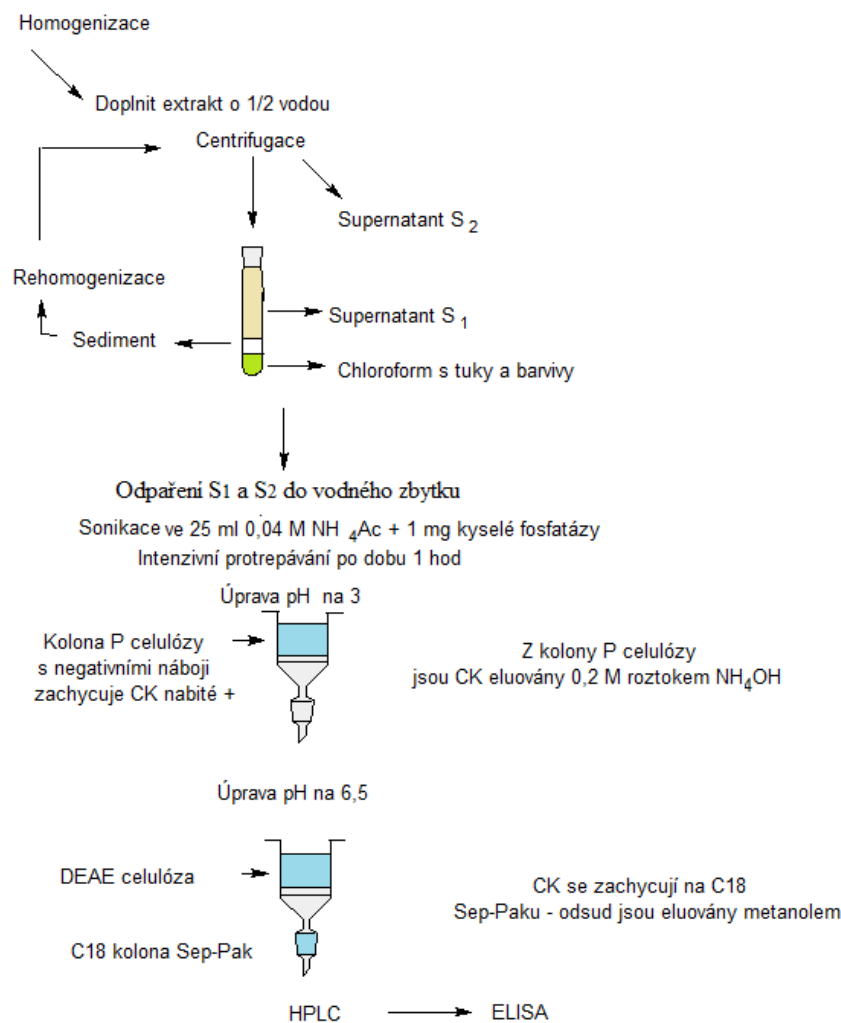 Homogenizace
Doplnit extrakt o 1/2 vodou
Centrifugace
Supernatant S 2
Rehomogenizace
Supernatant S 1
Sediment
Chloroform s tuky a barvivy
Odpaření S1 a S2 do vodného zbytku
Sonikace ve 25 ml 0,04 M NH 4Ac + 1 mg kyselé fosfatázy
Intenzivní protrepávání po dobu 1 hod
Úprava pH na 3
Kolona P celulózy
s negativními náboji
zachycuje CK nabité +
Z kolony P celulózy
jsou CK eluovány 0,2 M roztokem NH4OH
Úprava pH na 6,5
DEAE celulóza
CK se zachycují na C18
Sep-Paku - odsud jsou eluovány metanolem
C18 kolona Sep-Pak
HPLC
ELISA